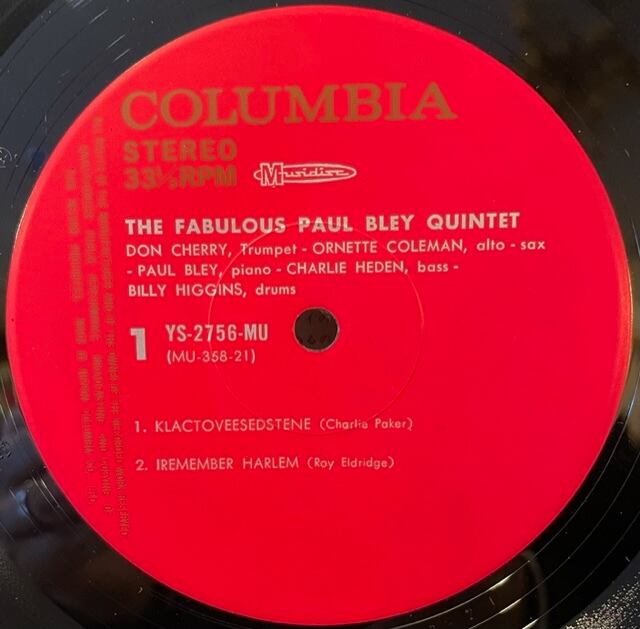 COLUMBIA
STEREO
33⅓RPM
Musidisc
THE FABULOUS PAUL BLEY QUINTET
DON CHERRY, Trumpet - ORNETTE COLEMAN, alto - sax
- PAUL BLEY, piano - CHARLIE HEDEN, bass -
BILLY HIGGINS, drums
1
YS-2756-MU
(MU-358-21)
1. KLACTOVEESEDSTENE (Charlie Paker)
2. IREMEMBER HARLEM (Roy Eldridge)